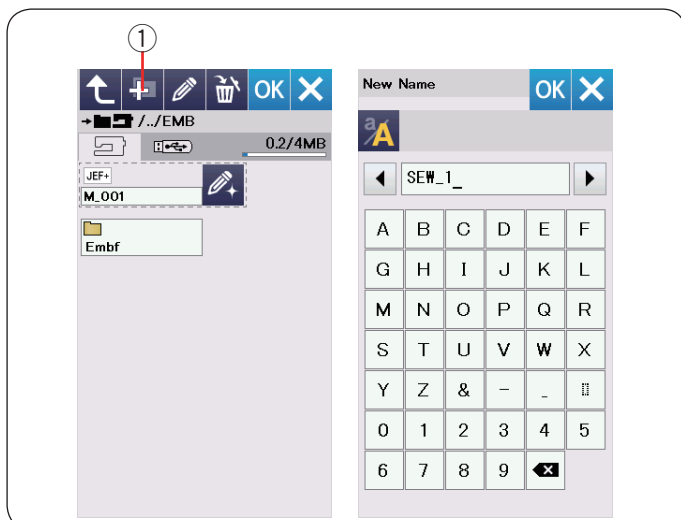 ①
OK
/../EMB
0.2/4MB
JEF+
M_001
Embf
New Name
OK
a/A
SEW_1_
A B C D E F
G H I J K L
M N O P Q R
S T U V W X
Y Z & - _
0 1 2 3 4 5
6 7 8 9